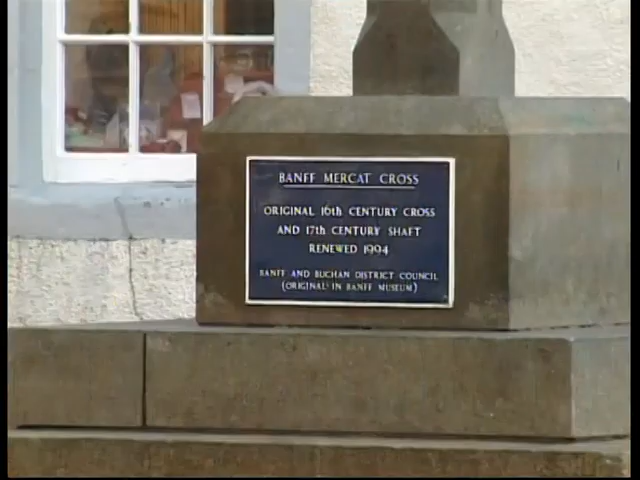 BANFF MERCAT CROSS
ORIGINAL 16th CENTURY CROSS
AND 17th CENTURY SHAFT
RENEWED 1994
BANFF AND BUCHAN DISTRICT COUNCIL
(ORIGINAL IN BANFF MUSEUM)